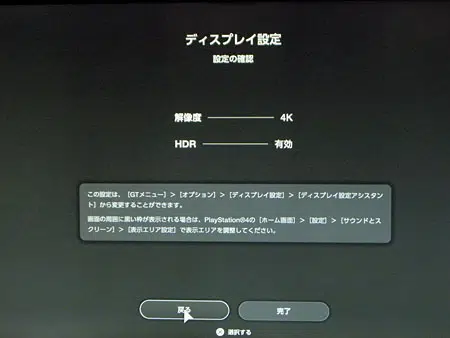 ディスプレイ設定
設定の確認
解像度 4K
HDR 有効
この設定は、[GTメニュー] > [オプション] > [ディスプレイ設定] > [ディスプレイ設定アシスタン
ト] から変更することができます。
画面の周囲に黒い枠が表示される場合は、PlayStation®4の [ホーム画面] > [設定] > [サウンドとス
クリーン] > [表示エリア設定] で表示エリアを調整してください。
戻る 完了
選択する